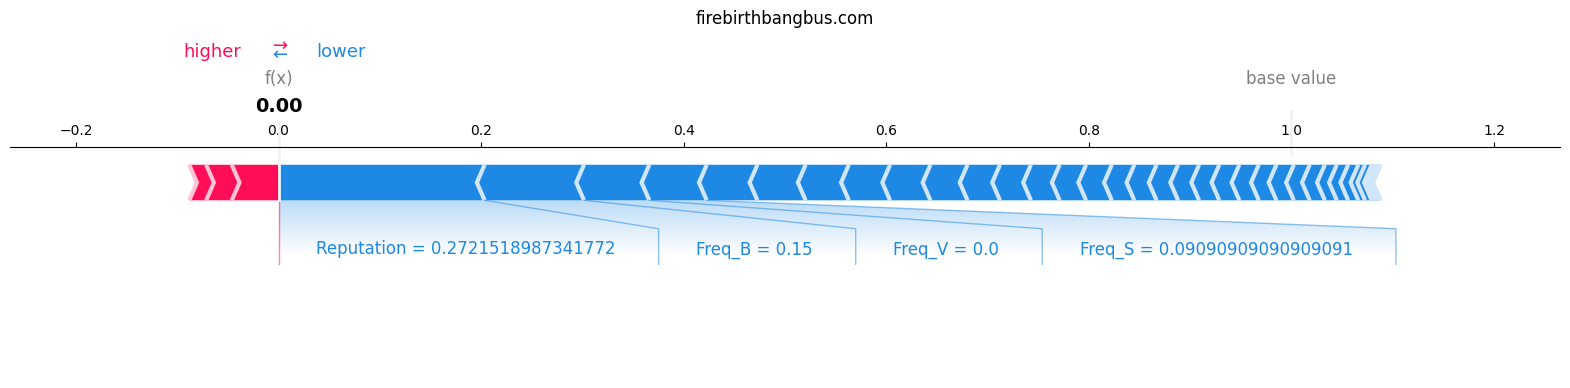 firebirthbangbus.com
higher ⇄ lower
f(x) base value
0.00
−0.2 0.0 0.2 0.4 0.6 0.8 1.0 1.2
Reputation = 0.2721518987341772 Freq_B = 0.15 Freq_V = 0.0 Freq_S = 0.09090909090909091